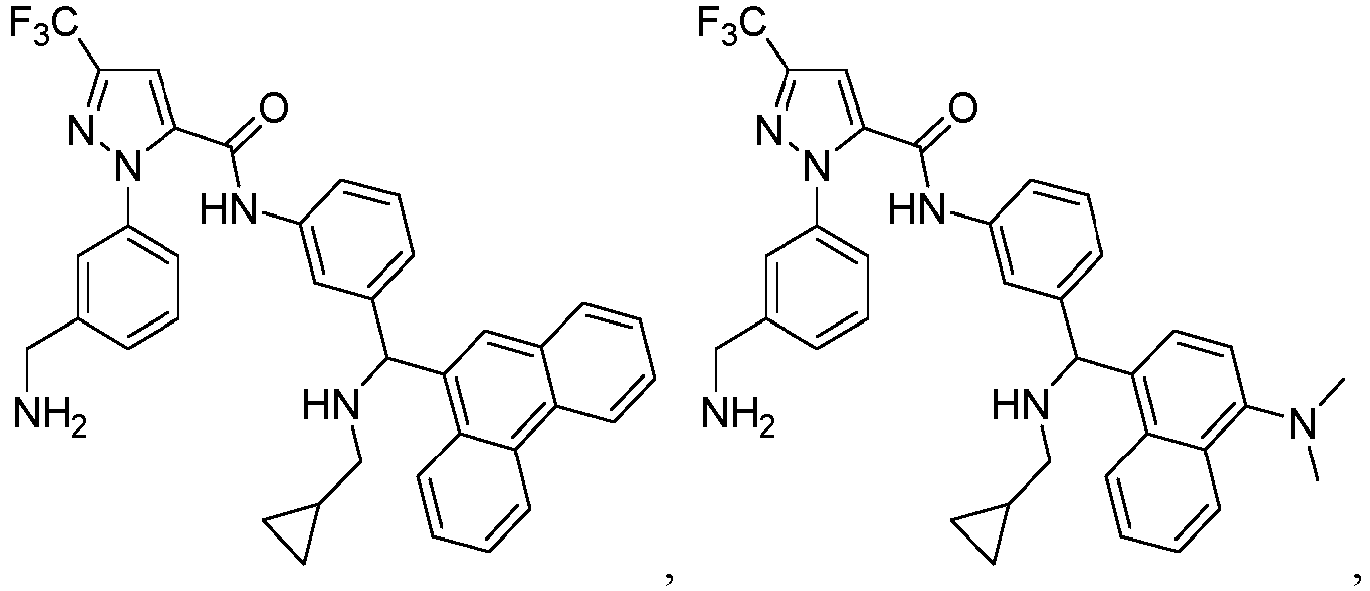 F3C F3C
O O
N N
N N
HN HN
HN HN N
NH2 NH2
, ,